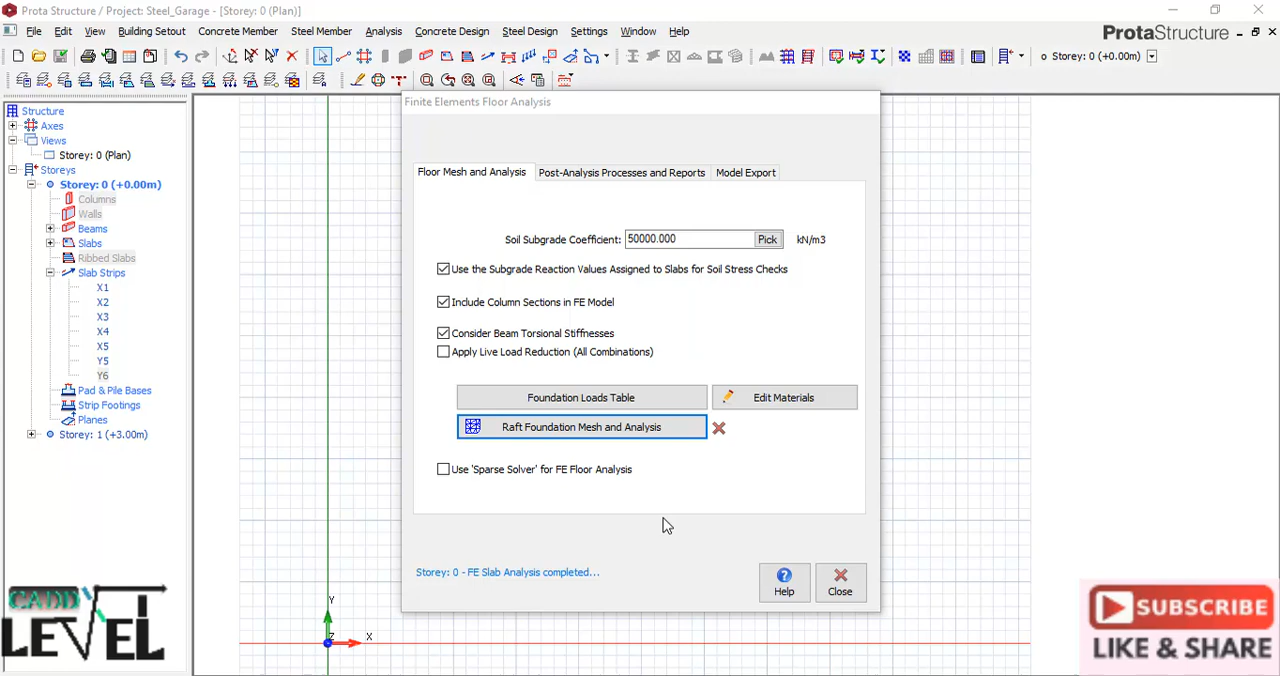 Prota Structure / Project: Steel_Garage - [Storey: 0 (Plan)]
File Edit View Building Setout Concrete Member Steel Member Analysis Concrete Design Steel Design Settings Window Help
ProtaStructure
Storey: 0 (+0.00m)
Structure
Axes
Views
Storey: 0 (Plan)
Storeys
Storey: 0 (+0.00m)
Columns
Walls
Beams
Slabs
Ribbed Slabs
Slab Strips
X1
X2
X3
X4
X5
Y5
Y6
Pad & Pile Bases
Strip Footings
Planes
Storey: 1 (+3.00m)
Finite Elements Floor Analysis
Floor Mesh and Analysis Post-Analysis Processes and Reports Model Export
Soil Subgrade Coefficient: 50000.000 Pick kN/m3
Use the Subgrade Reaction Values Assigned to Slabs for Soil Stress Checks
Include Column Sections in FE Model
Consider Beam Torsional Stiffnesses
Apply Live Load Reduction (All Combinations)
Foundation Loads Table Edit Materials
Raft Foundation Mesh and Analysis
Use 'Sparse Solver' for FE Floor Analysis
Storey: 0 - FE Slab Analysis completed...
Help Close
Y
Z
X
CADD
LEVEL
SUBSCRIBE
LIKE & SHARE